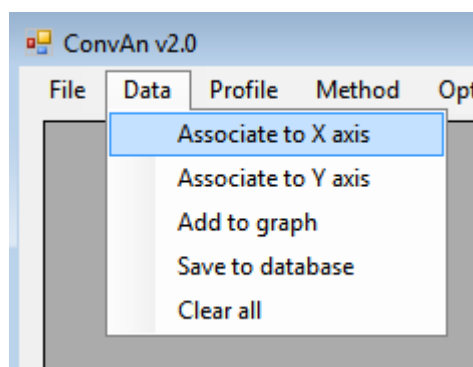 ConvAn v2.0
File Data Profile Method Opt
Associate to X axis
Associate to Y axis
Add to graph
Save to database
Clear all